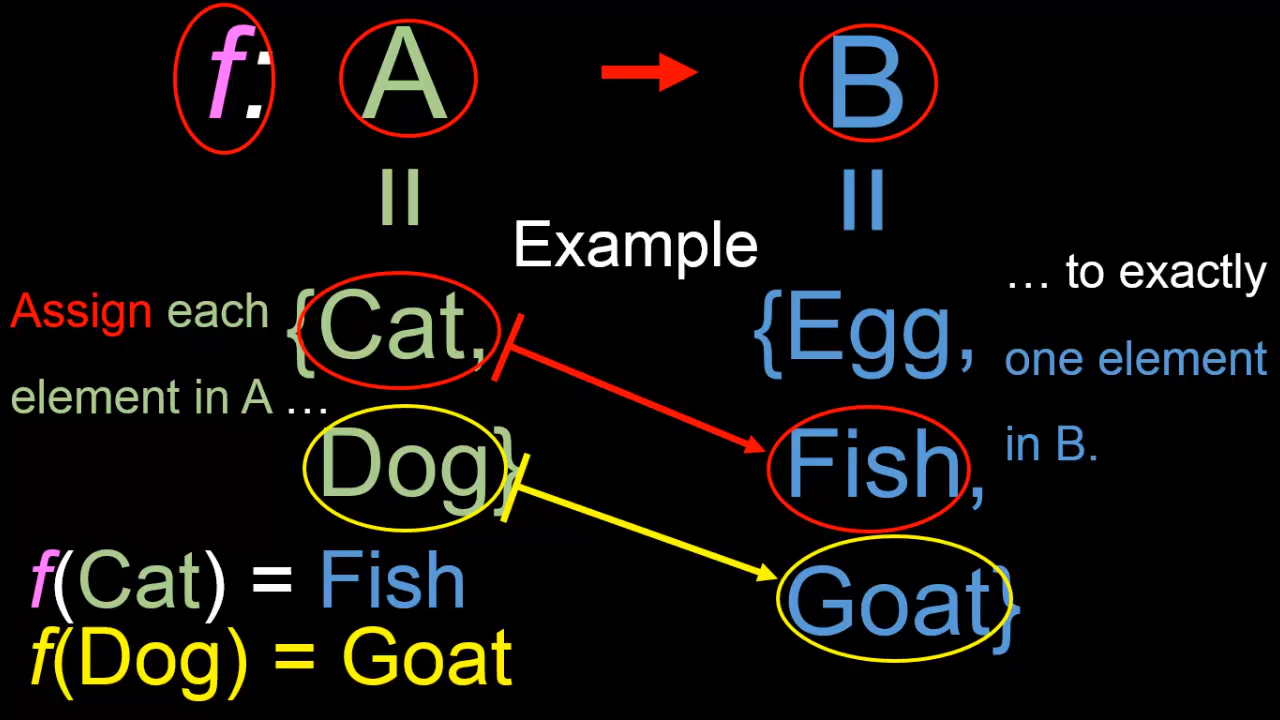 f: A → B
= =
Example
Assign each
element in A …
{Cat,
Dog}
{Egg,
Fish,
Goat}
… to exactly
one element
in B.
f(Cat) = Fish
f(Dog) = Goat